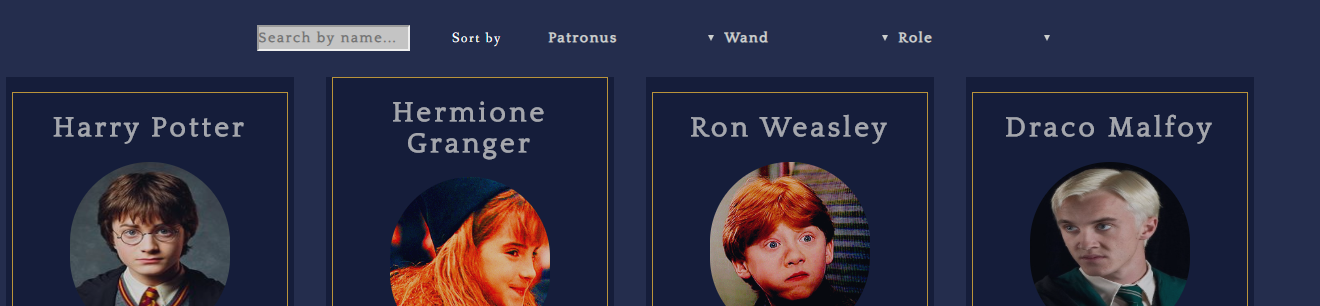 Search by name...
Sort by
Patronus
Wand
Role
Harry Potter
Hermione
Granger
Ron Weasley
Draco Malfoy